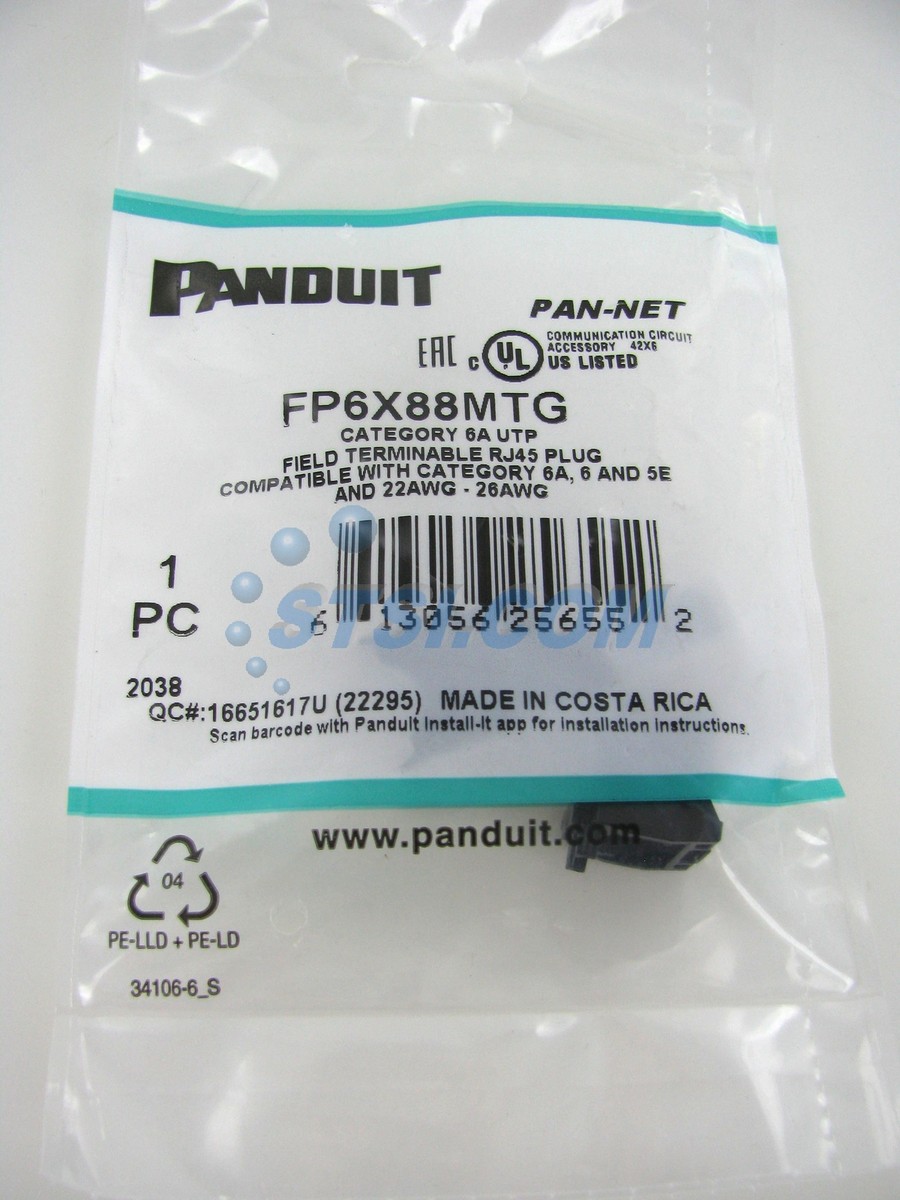 PANDUIT
PAN-NET
EAC
C UL US LISTED
COMMUNICATION CIRCUIT
ACCESSORY 42X6
FP6X88MTG
CATEGORY 6A UTP
FIELD TERMINABLE RJ45 PLUG
COMPATIBLE WITH CATEGORY 6A, 6 AND 5E
AND 22AWG - 26AWG
1
PC
6 13056 25655 2
STSI.COM
2038
QC#:16651617U (22295) MADE IN COSTA RICA
Scan barcode with Panduit Install-It app for installation instructions.
www.panduit.com
04
PE-LLD + PE-LD
34106-6_S